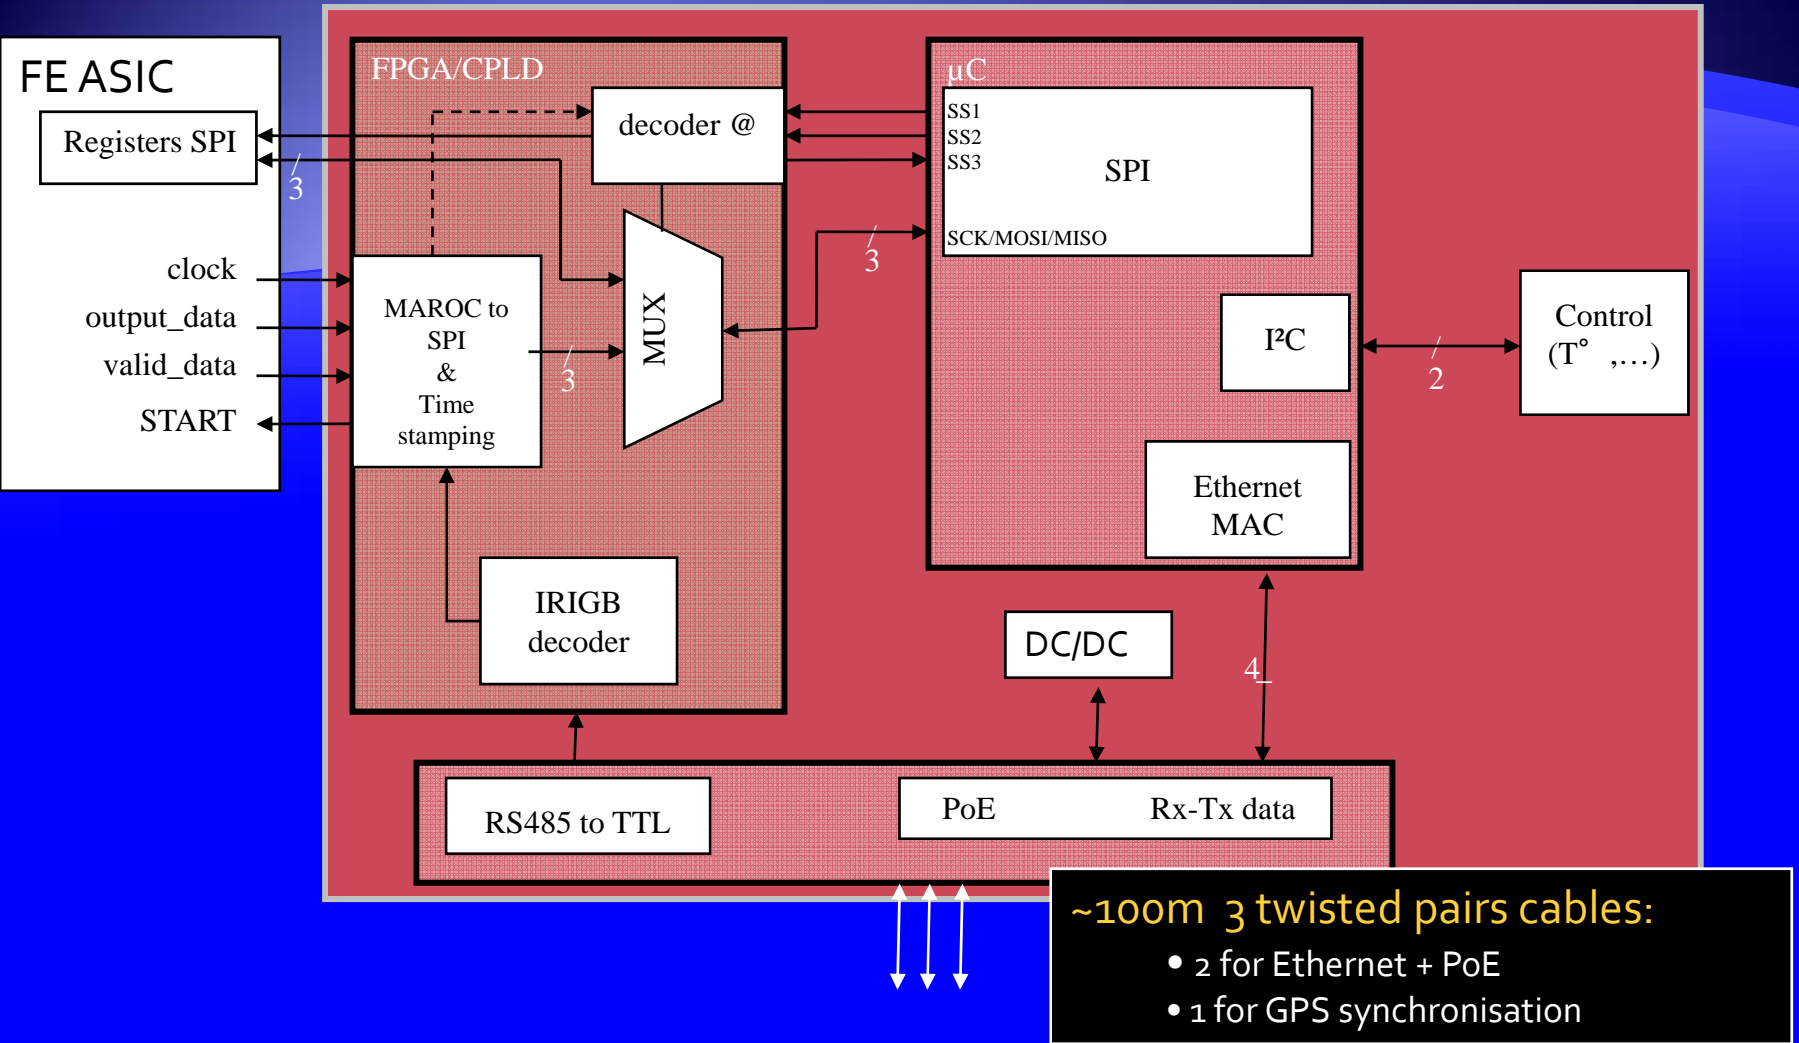 FE ASIC
Registers SPI
3
clock
output_data
valid_data
START
FPGA/CPLD
decoder @
MAROC to
SPI
&
Time
stamping
3
MUX
IRIGB
decoder
µC
SS1
SS2
SS3
SPI
SCK/MOSI/MISO
3
I²C
2
Control
(T° ,…)
Ethernet
MAC
DC/DC
4_
RS485 to TTL
PoE Rx-Tx data
~100m 3 twisted pairs cables:
• 2 for Ethernet + PoE
• 1 for GPS synchronisation